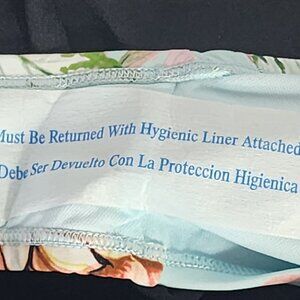 Must Be Returned With Hygienic Liner Attached
Debe Ser Devuelto Con La Proteccion Higienica